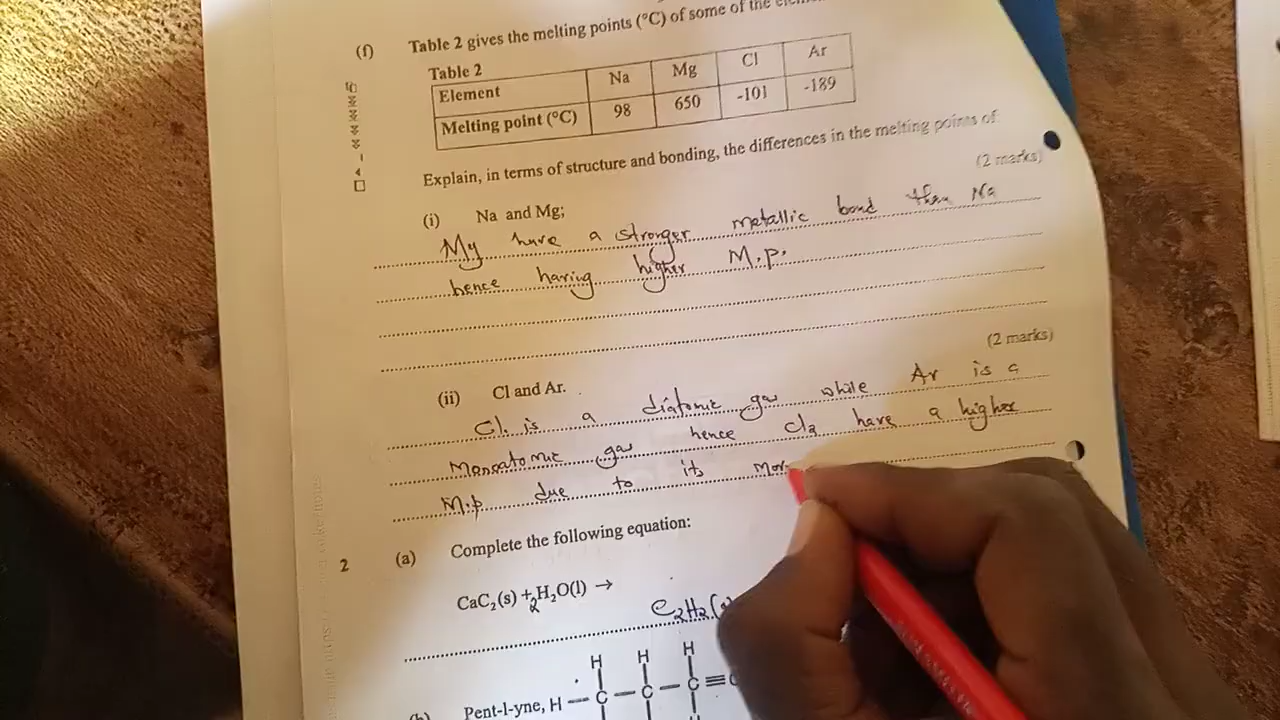 (f) Table 2 gives the melting points (°C) of some of the
Table 2
Element Na Mg Cl Ar
Melting point (°C) 98 650 -101 -189
Explain, in terms of structure and bonding, the differences in the melting points of
(2 marks)
(i) Na and Mg;
My have a stronger metallic bond then Na
hence having higher M.p.
(2 marks)
(ii) Cl and Ar.
Cl. is a diatomic gas while Ar is a
Monoatomic gas hence Cl2 have a higher
M.p due to its
2 (a) Complete the following equation:
CaC2(s) + 2H2O(l) →
C2H2(
Pent-1-yne, H — C — C — C ≡
H H H